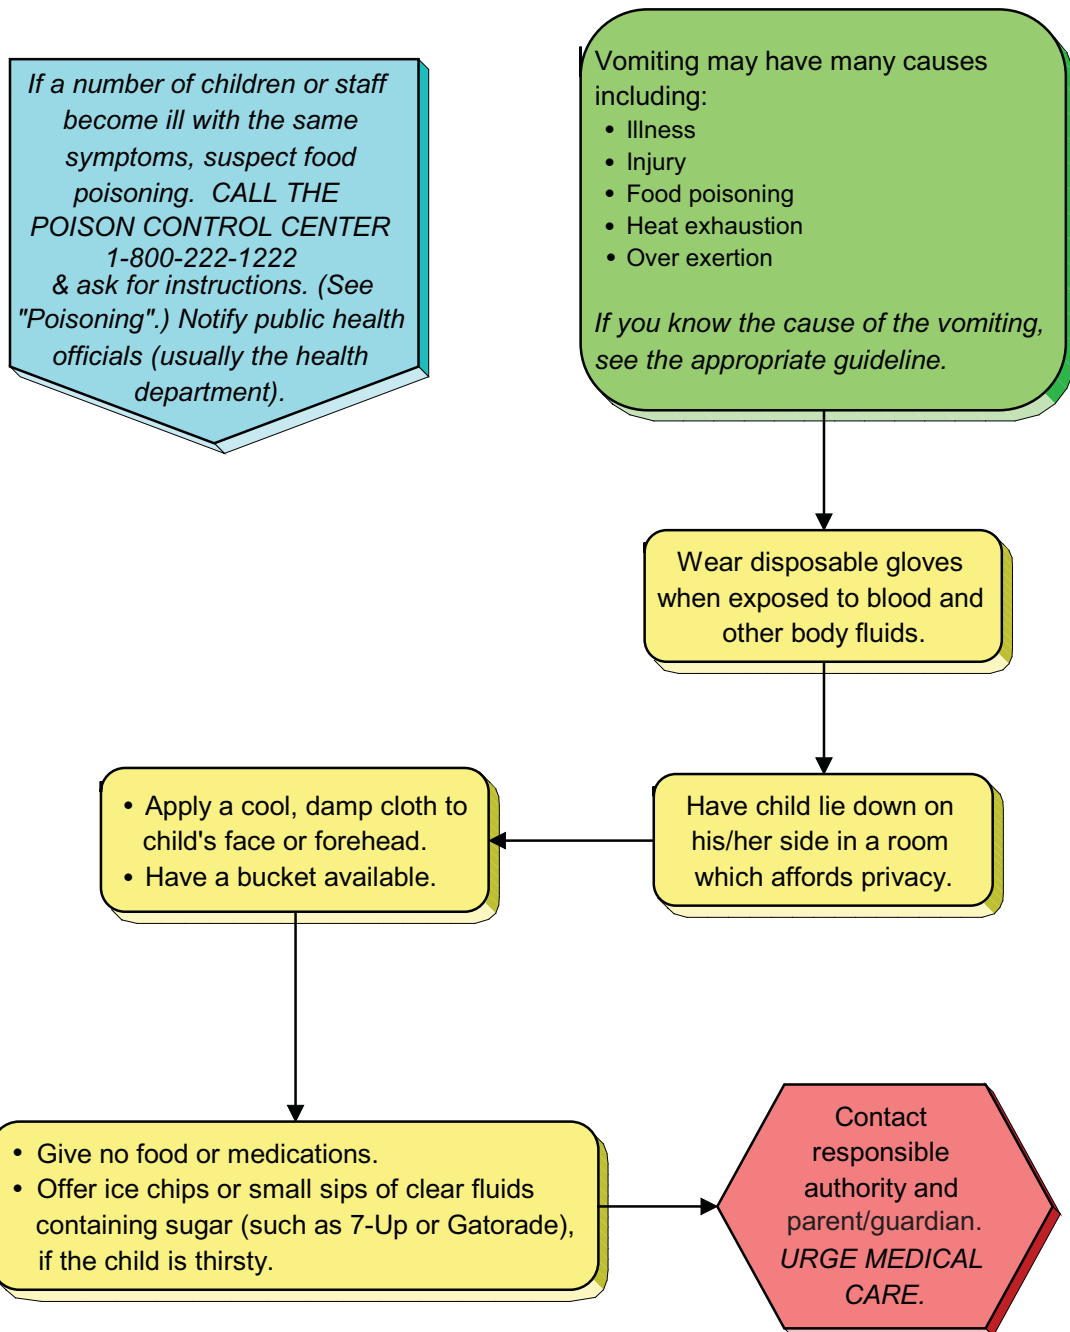 If a number of children or staff
become ill with the same
symptoms, suspect food
poisoning.  CALL THE
POISON CONTROL CENTER
1-800-222-1222
& ask for instructions. (See
"Poisoning".) Notify public health
officials (usually the health
department).
Vomiting may have many causes
including:
• Illness
• Injury
• Food poisoning
• Heat exhaustion
• Over exertion
If you know the cause of the vomiting,
see the appropriate guideline.
Wear disposable gloves
when exposed to blood and
other body fluids.
Have child lie down on
his/her side in a room
which affords privacy.
• Apply a cool, damp cloth to
child's face or forehead.
• Have a bucket available.
• Give no food or medications.
• Offer ice chips or small sips of clear fluids
containing sugar (such as 7-Up or Gatorade),
if the child is thirsty.
Contact
responsible
authority and
parent/guardian.
URGE MEDICAL
CARE.